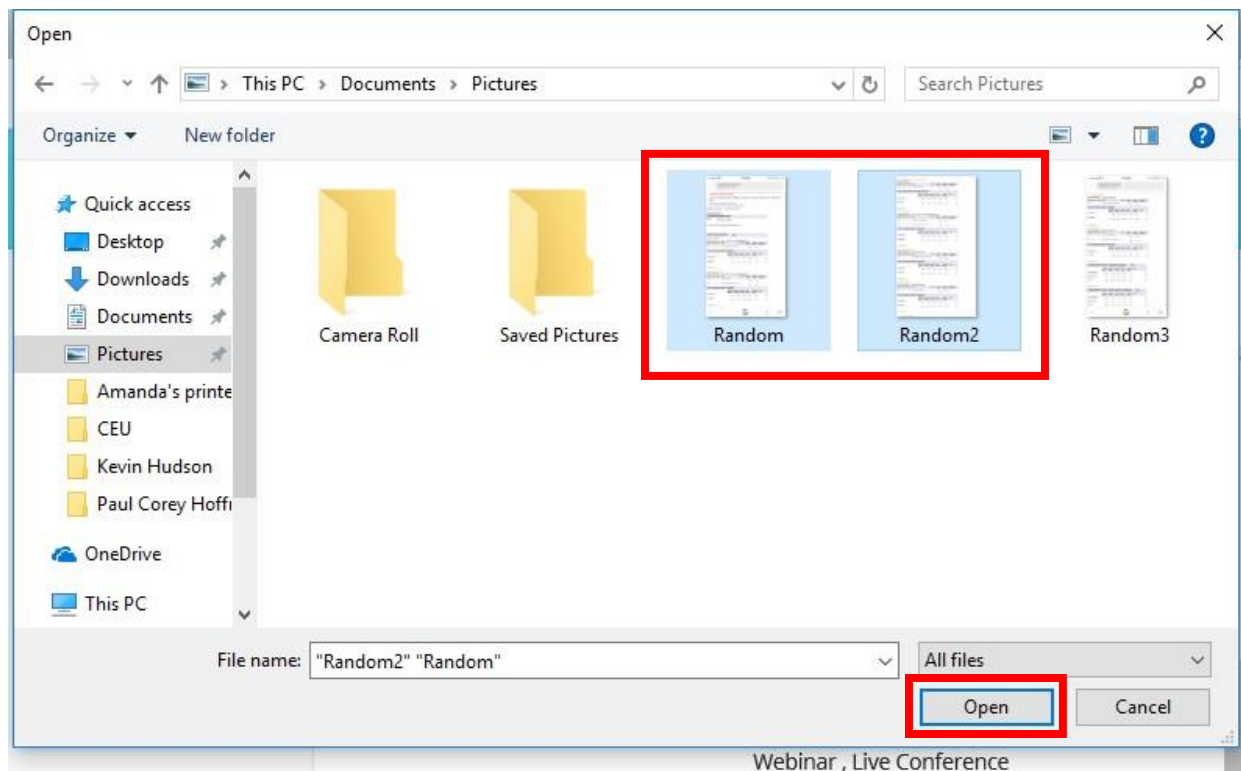 Open
This PC > Documents > Pictures
Search Pictures
Organize
New folder
Quick access
Desktop
Downloads
Documents
Pictures
Amanda's printe
CEU
Kevin Hudson
Paul Corey Hoff
OneDrive
This PC
Camera Roll
Saved Pictures
Random
Random2
Random3
File name: "Random2" "Random"
All files
Open
Cancel
Webinar , Live Conference